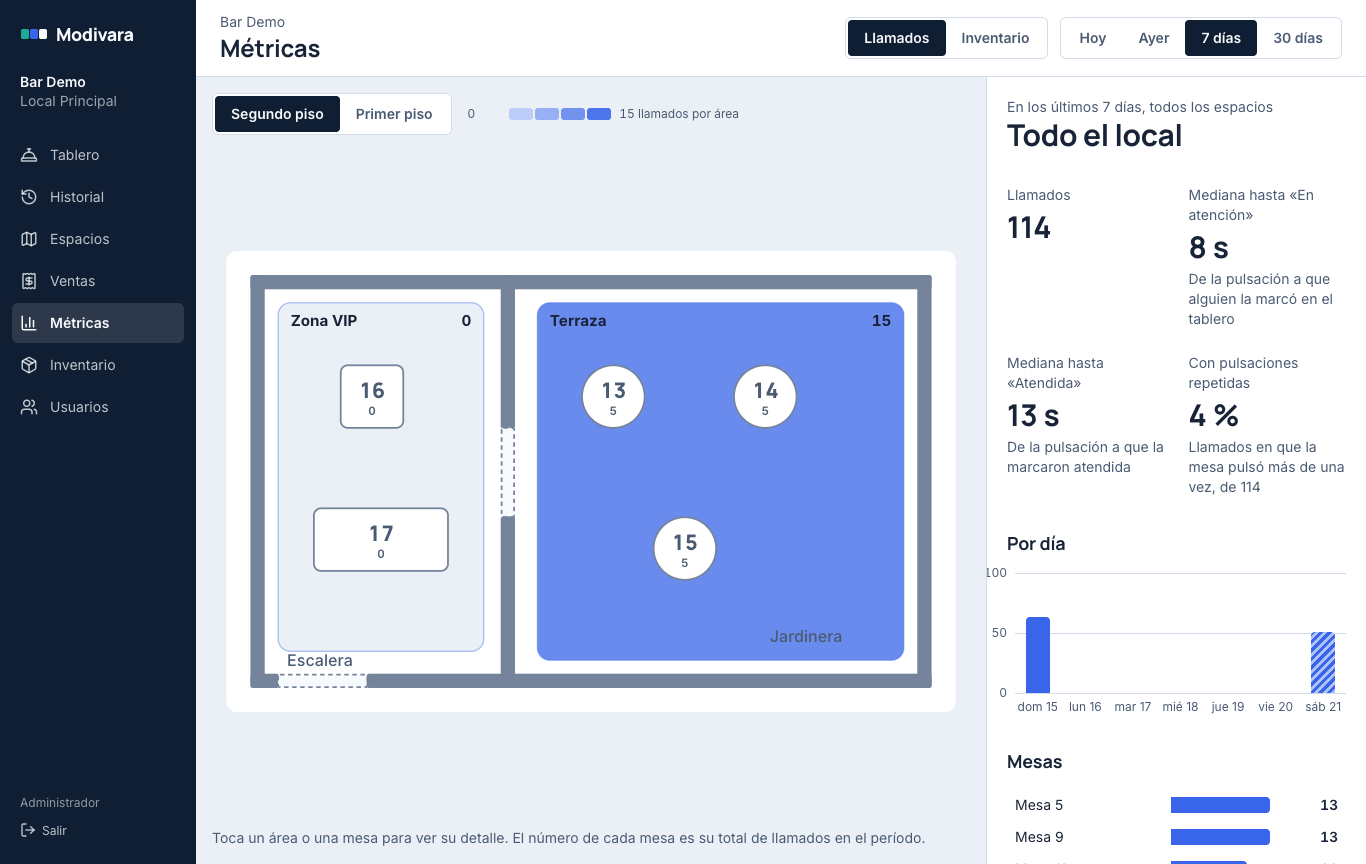 Modivara
Bar Demo
Local Principal
Tablero
Historial
Espacios
Ventas
Métricas
Inventario
Usuarios
Administrador
Salir
Bar Demo
Métricas
Llamados
Inventario
Hoy
Ayer
7 días
30 días
Segundo piso
Primer piso
0
15 llamados por área
Zona VIP
0
16
0
17
0
Escalera
Terraza
15
13
5
14
5
15
5
Jardinera
Toca un área o una mesa para ver su detalle. El número de cada mesa es su total de llamados en el período.
En los últimos 7 días, todos los espacios
Todo el local
Llamados
114
Mediana hasta «En
atención»
8 s
De la pulsación a que
alguien la marcó en el
tablero
Mediana hasta
«Atendida»
13 s
De la pulsación a que la
marcaron atendida
Con pulsaciones
repetidas
4 %
Llamados en que la
mesa pulsó más de una
vez, de 114
Por día
100
50
0
dom 15
lun 16
mar 17
mié 18
jue 19
vie 20
sáb 21
Mesas
Mesa 5
13
Mesa 9
13